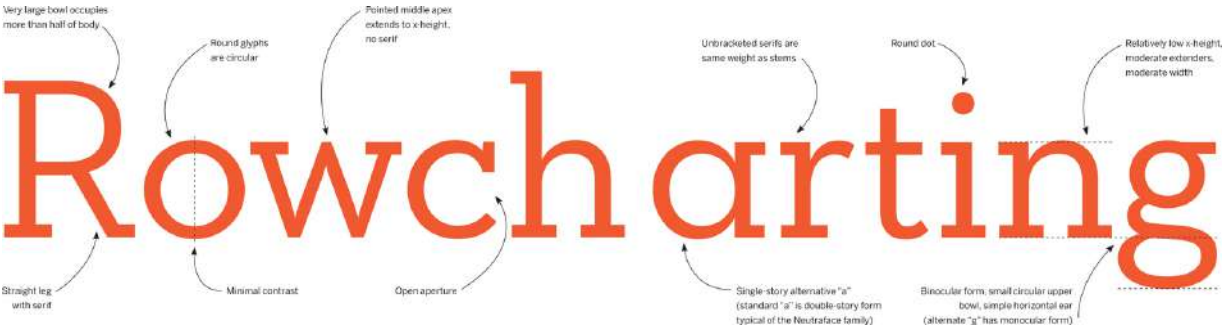 Very large bowl occupies
more than half of body
Round glyphs
are circular
Pointed middle apex
extends to x-height,
no serif
Unbracketed serifs are
same weight as stems
Round dot
Relatively low x-height,
moderate extenders,
moderate width
Rowcharting
Straight leg
with serif
Minimal contrast
Open aperture
Single-story alternative "a"
(standard "a" is double-story form
typical of the Neutraface family)
Binocular form, small circular upper
bowl, simple horizontal ear
(alternate "g" has monocular form)